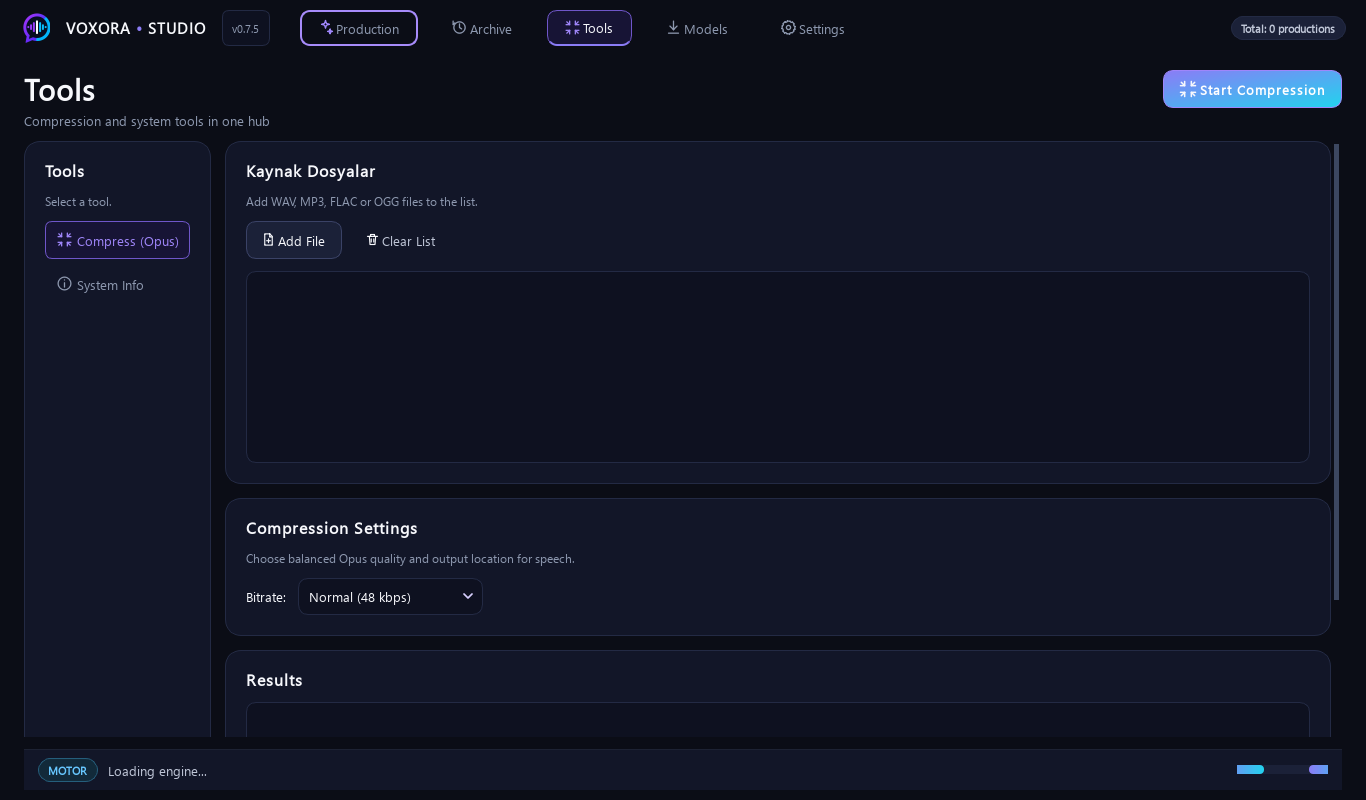 VOXORA • STUDIO
v0.7.5
Production
Archive
Tools
Models
Settings
Total: 0 productions
Tools
Compression and system tools in one hub
Start Compression
Tools
Select a tool.
Compress (Opus)
System Info
Kaynak Dosyalar
Add WAV, MP3, FLAC or OGG files to the list.
Add File
Clear List
Compression Settings
Choose balanced Opus quality and output location for speech.
Bitrate:
Normal (48 kbps)
Results
MOTOR
Loading engine...